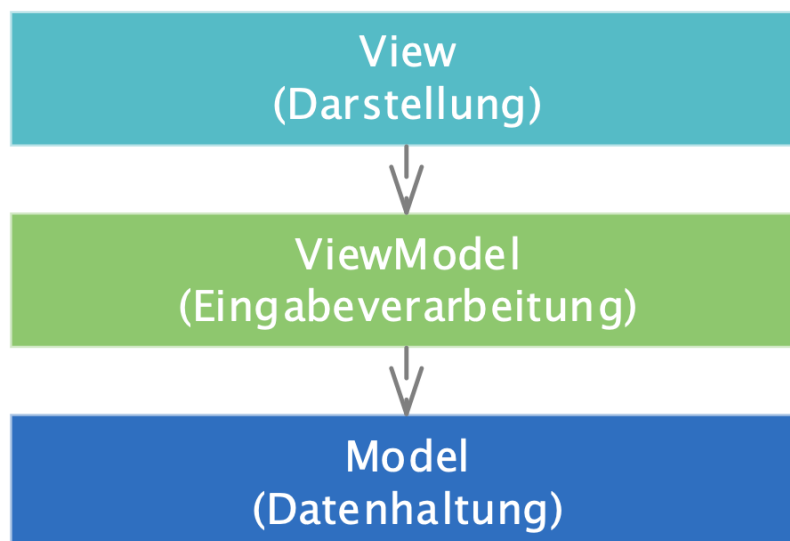 View
(Darstellung)
ViewModel
(Eingabeverarbeitung)
Model
(Datenhaltung)